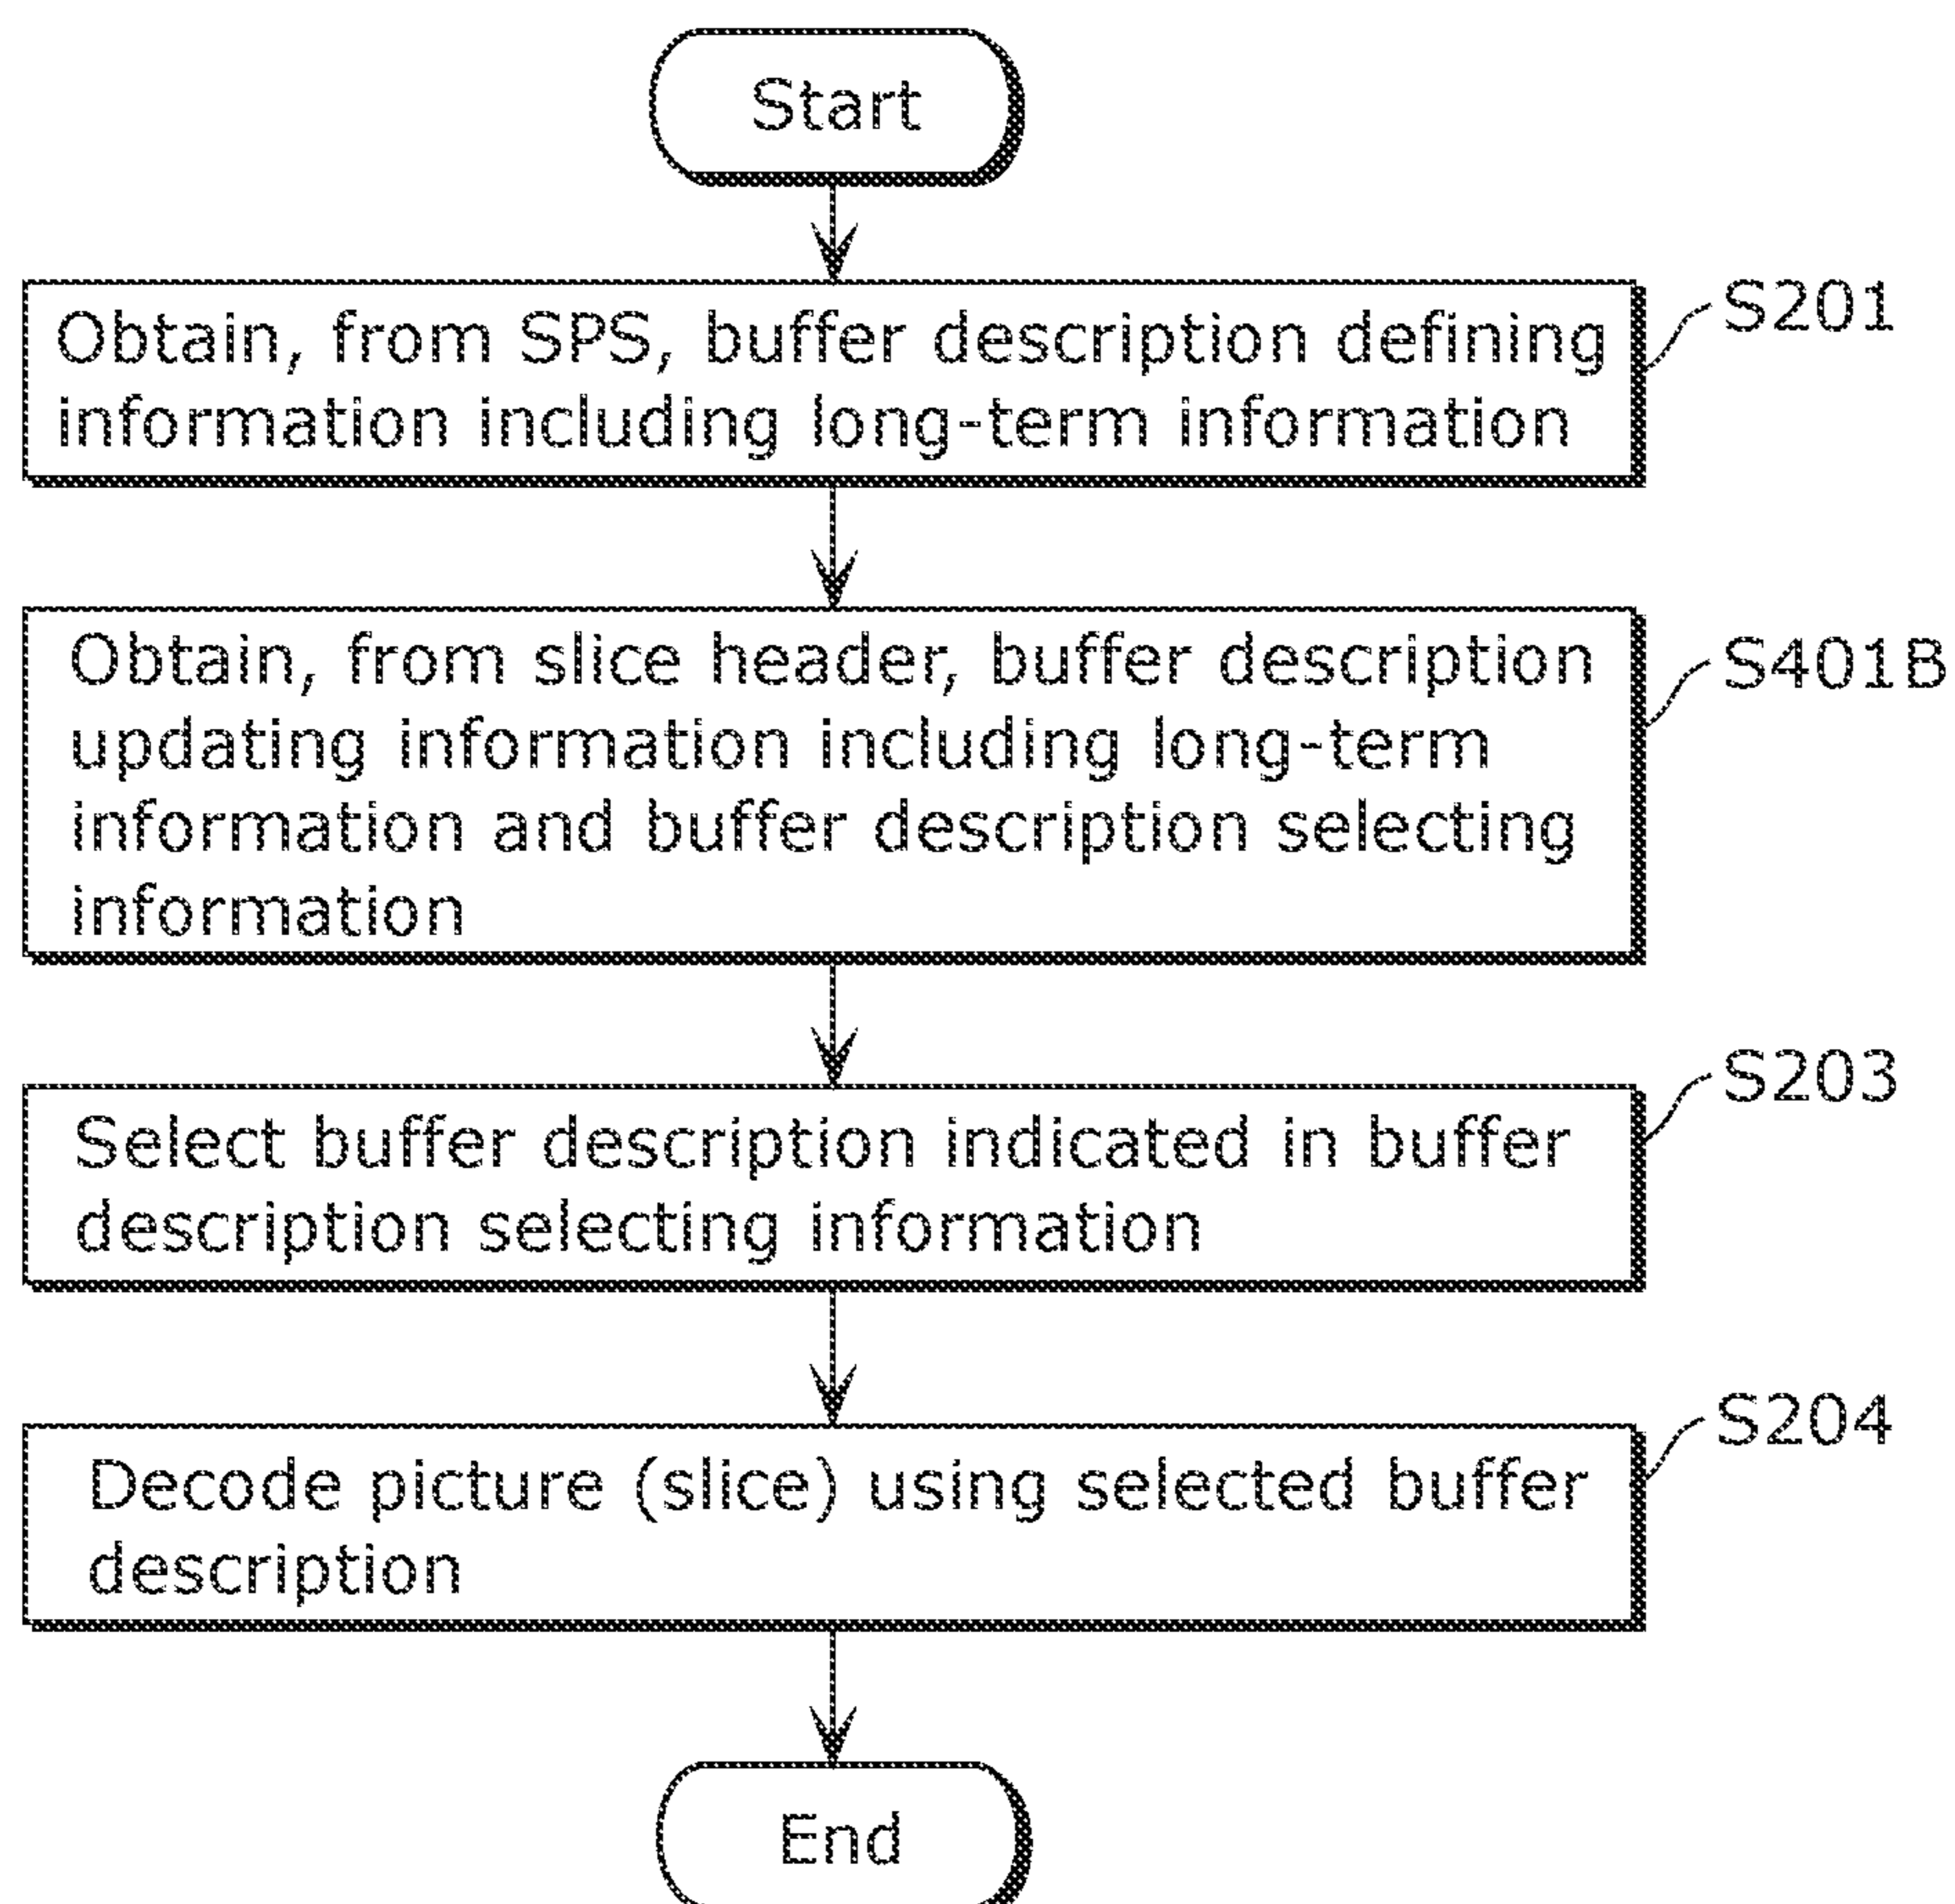 Start
Obtain, from SPS, buffer description defining
information including long-term information
S201
Obtain, from slice header, buffer description
updating information including long-term
information and buffer description selecting
information
S401B
Select buffer description indicated in buffer
description selecting information
S203
Decode picture (slice) using selected buffer
description
S204
End